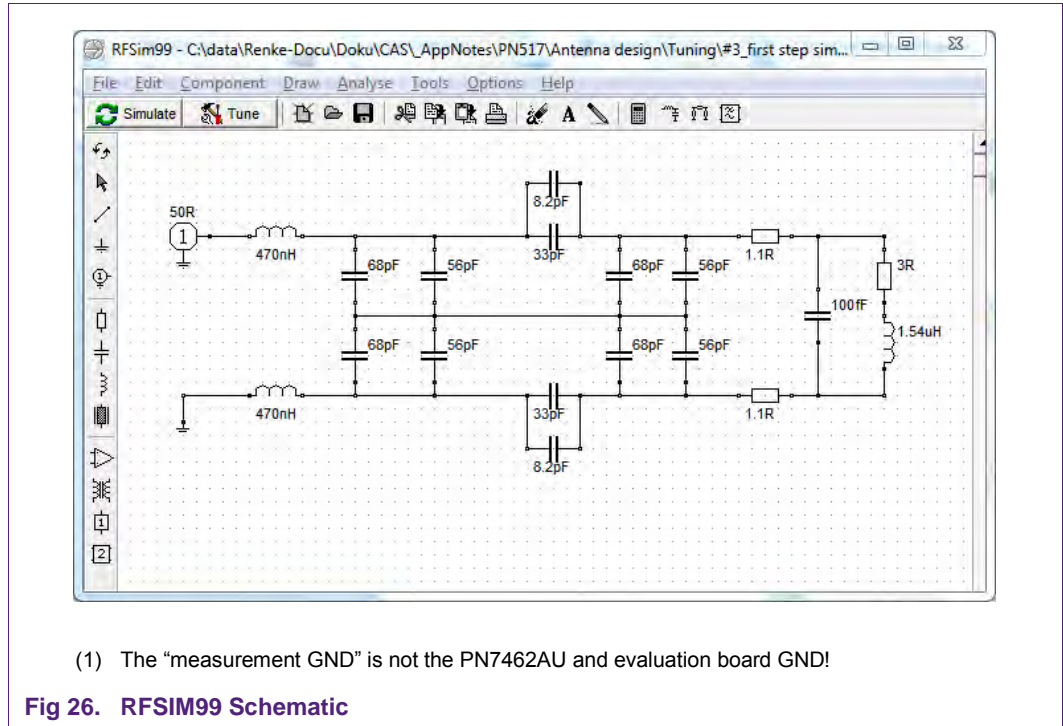 RFSim99 - C:\data\Renke-Docu\Doku\CAS\_AppNotes\PN517\Antenna design\Tuning\#3_first step sim...
File Edit Component Draw Analyse Tools Options Help
Simulate Tune A
8.2pF
50R
1
470nH
33pF
1.1R
68pF 56pF 68pF 56pF
3R
100fF
1.54uH
68pF 56pF 68pF 56pF
470nH
33pF
1.1R
8.2pF
1
1
2
(1) The “measurement GND” is not the PN7462AU and evaluation board GND!
Fig 26. RFSIM99 Schematic